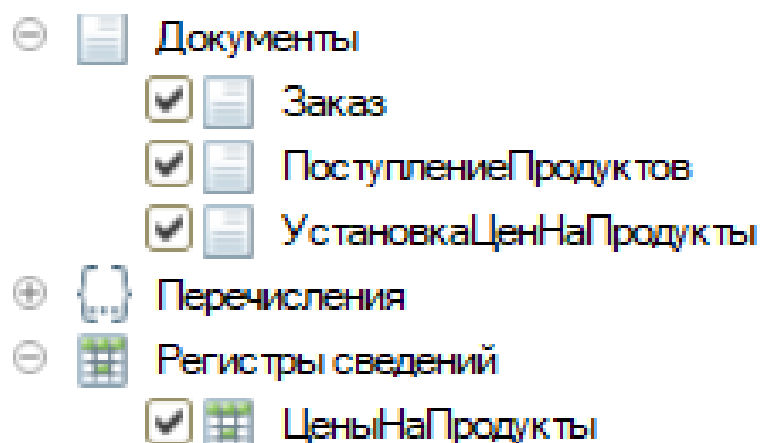 Документы
Заказ
ПоступлениеПродуктов
УстановкаЦенНаПродукты
Перечисления
Регистры сведений
ЦеныНаПродукты